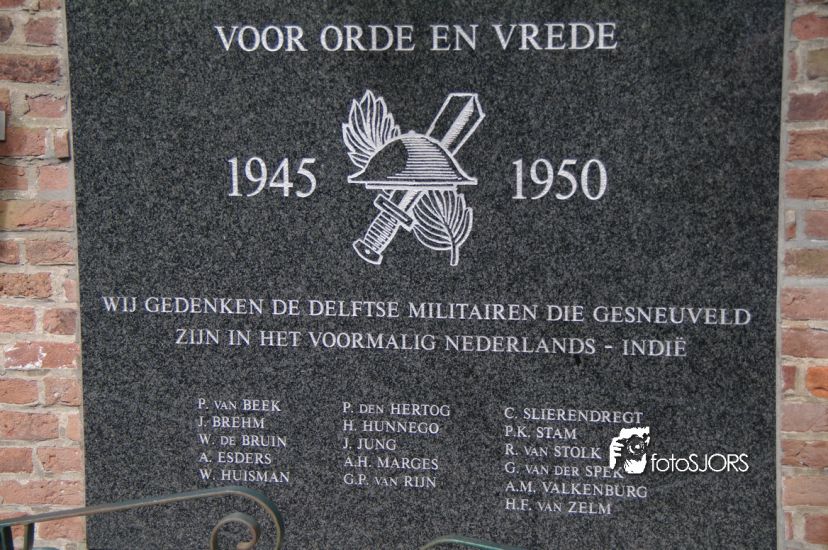 VOOR ORDE EN VREDE
1945 1950
WIJ GEDENKEN DE DELFTSE MILITAIREN DIE GESNEUVELD
ZIJN IN HET VOORMALIG NEDERLANDS - INDIË
P. VAN BEEK
J. BREHM
W. DE BRUIN
A. ESDERS
W. HUISMAN
P. DEN HERTOG
H. HUNNEGO
J. JUNG
A.H. MARGES
G.P. VAN RIJN
C. SLIERENDREGT
P.K. STAM
R. VAN STOLK
G. VAN DER SPEK
A.M. VALKENBURG
H.F. VAN ZELM
fotoSJORS